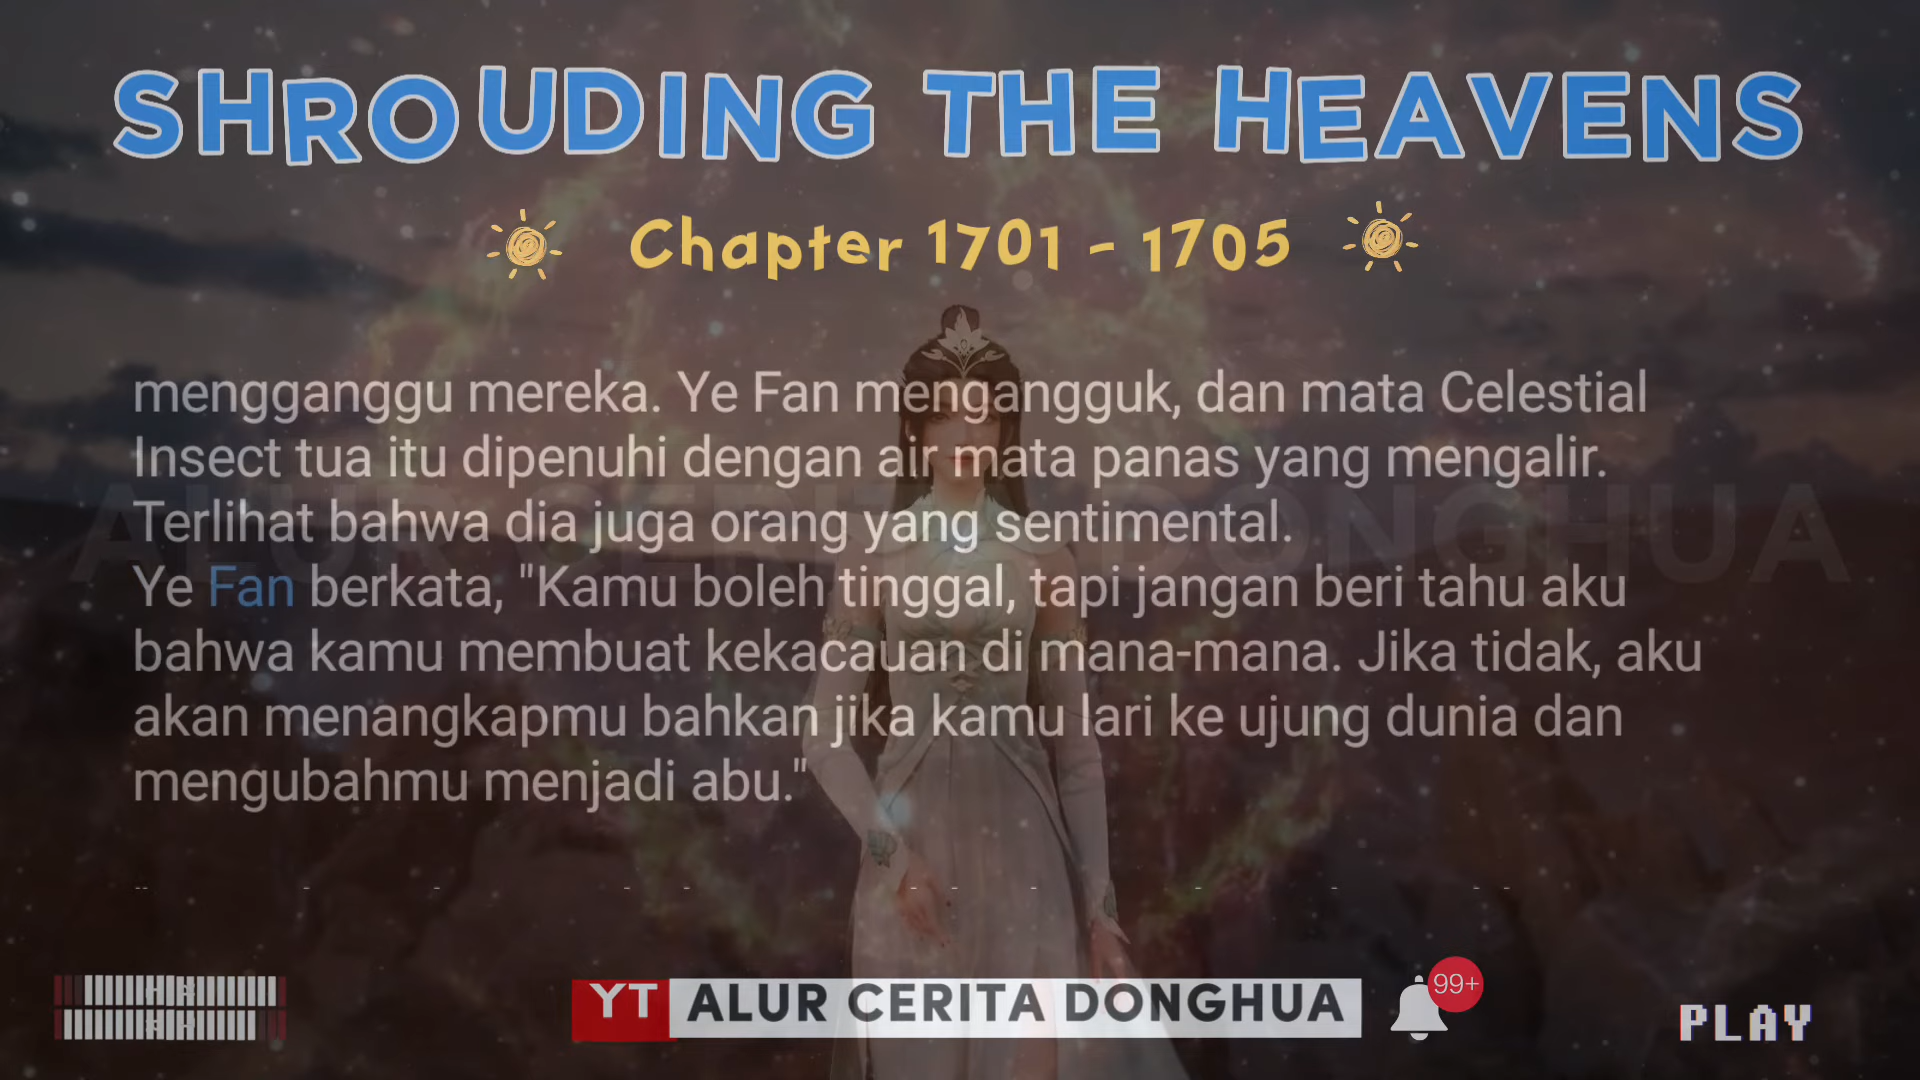 SHROUDING THE HEAVENS
Chapter 1701 - 1705
mengganggu mereka. Ye Fan mengangguk, dan mata Celestial
Insect tua itu dipenuhi dengan air mata panas yang mengalir.
Terlihat bahwa dia juga orang yang sentimental.
ALUR CERITA DONGHUA
Ye Fan berkata, "Kamu boleh tinggal, tapi jangan beri tahu aku
bahwa kamu membuat kekacauan di mana-mana. Jika tidak, aku
akan menangkapmu bahkan jika kamu lari ke ujung dunia dan
mengubahmu menjadi abu."
YT ALUR CERITA DONGHUA
99+
PLAY